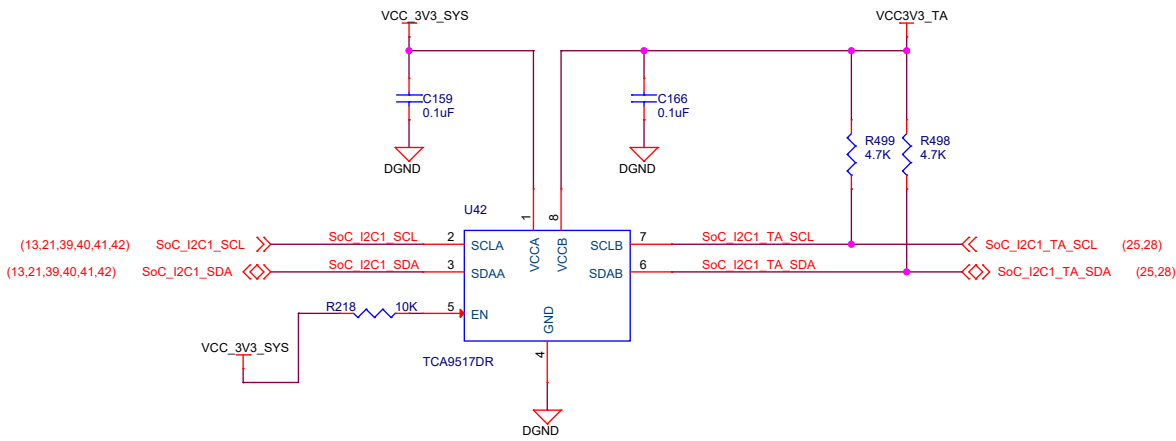 VCC_3V3_SYS
VCC3V3_TA
C159
0.1uF
C166
0.1uF
R499
4.7K
R498
4.7K
DGND
DGND
U42
1
8
VCCA
VCCB
(13,21,39,40,41,42) SoC_I2C1_SCL
SoC_I2C1_SCL
2
SCLA
SCLB
7
SoC_I2C1_TA_SCL
SoC_I2C1_TA_SCL (25,28)
(13,21,39,40,41,42) SoC_I2C1_SDA
SoC_I2C1_SDA
3
SDAA
SDAB
6
SoC_I2C1_TA_SDA
SoC_I2C1_TA_SDA (25,28)
R218
10K
5
EN
GND
4
VCC_3V3_SYS
TCA9517DR
DGND